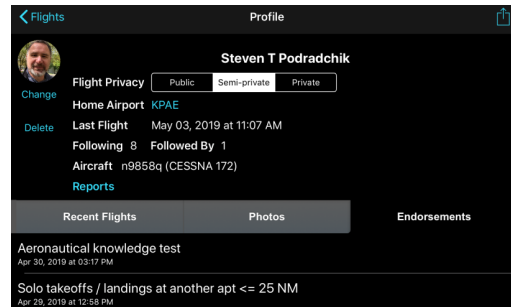 Flights
Profile
Steven T Podradchik
Change
Delete
Flight Privacy Public Semi-private Private
Home Airport KPAE
Last Flight May 03, 2019 at 11:07 AM
Following 8 Followed By 1
Aircraft n9858q (CESSNA 172)
Reports
Recent Flights Photos Endorsements
Aeronautical knowledge test
Apr 30, 2019 at 03:17 PM
Solo takeoffs / landings at another apt <= 25 NM
Apr 29, 2019 at 12:58 PM